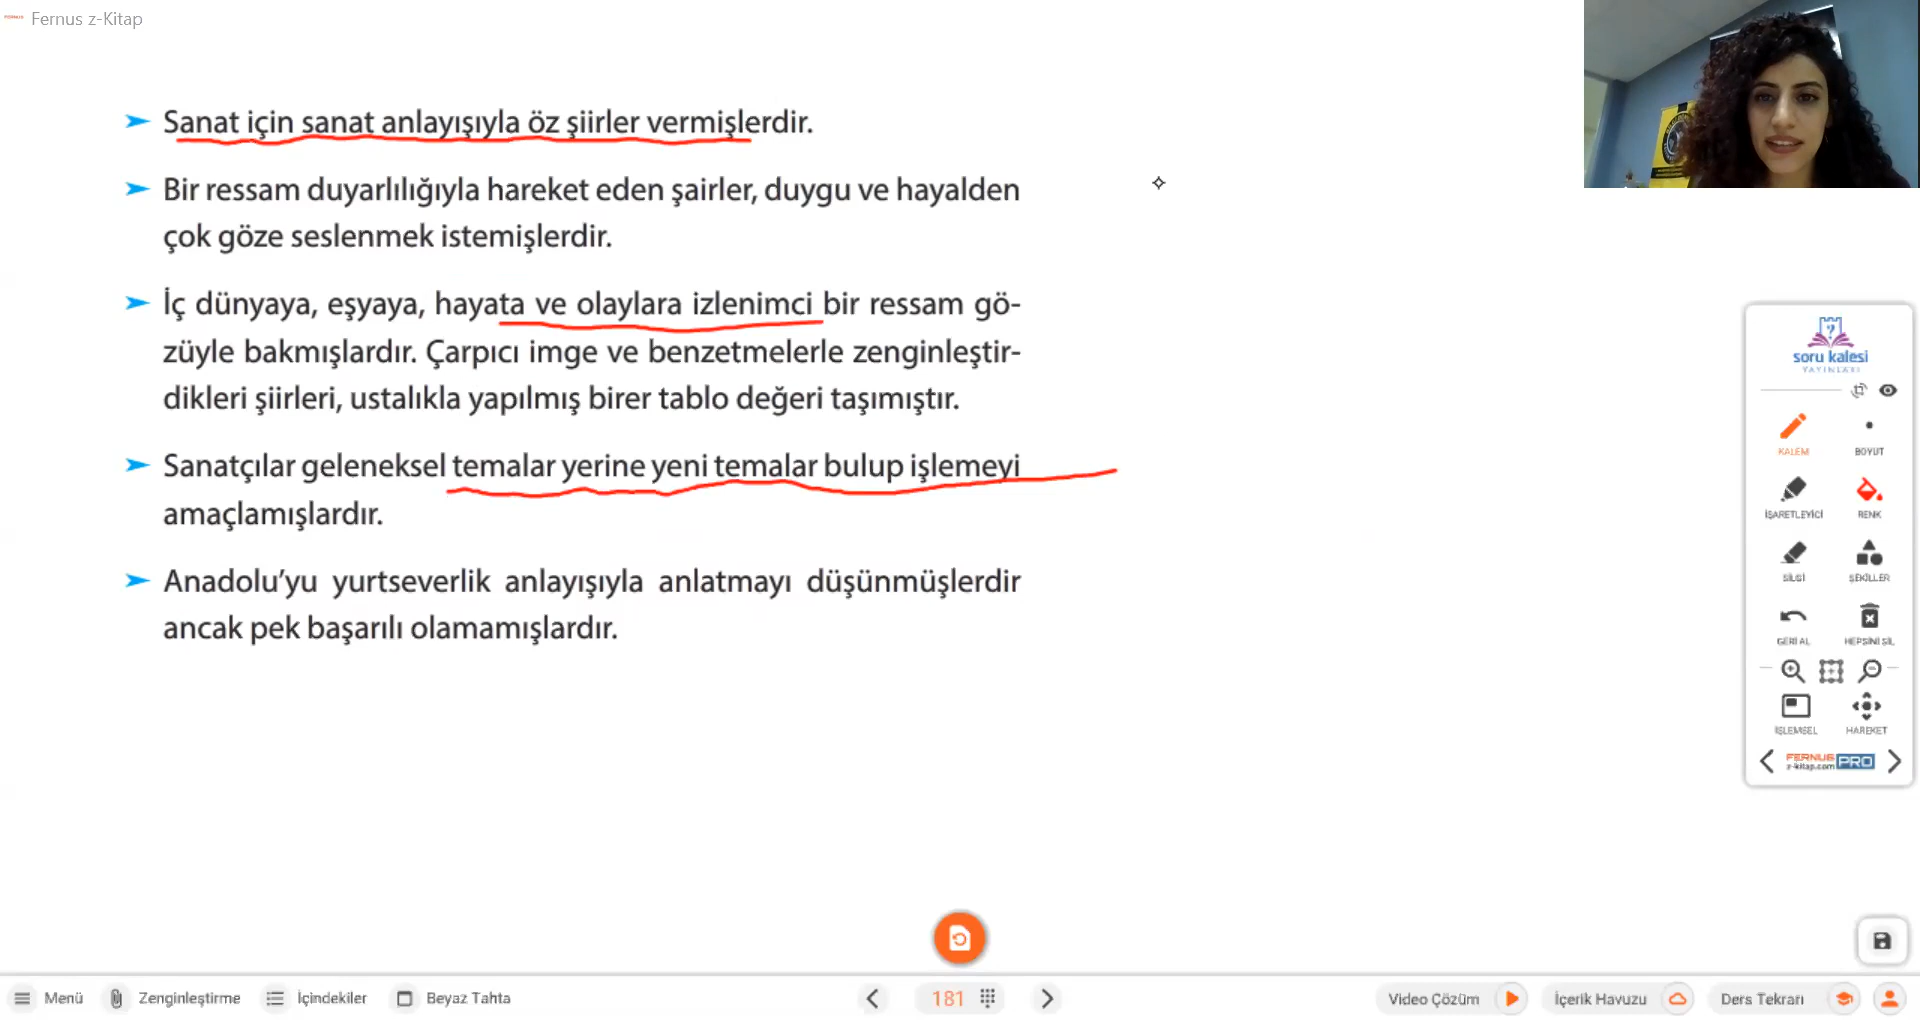 Fernus z-Kitap
Sanat için sanat anlayışıyla öz şiirler vermişlerdir.
Bir ressam duyarlılığıyla hareket eden şairler, duygu ve hayalden
çok göze seslenmek istemişlerdir.
İç dünyaya, eşyaya, hayata ve olaylara izlenimci bir ressam gö-
züyle bakmışlardır. Çarpıcı imge ve benzetmelerle zenginleştir-
dikleri şiirleri, ustalıkla yapılmış birer tablo değeri taşımıştır.
Sanatçılar geleneksel temalar yerine yeni temalar bulup işlemeyi
amaçlamışlardır.
Anadolu'yu yurtseverlik anlayışıyla anlatmayı düşünmüşlerdir
ancak pek başarılı olamamışlardır.
soru kalesi
YAYINLARI
KALEM BOYUT
İŞARETLEYİCİ RENK
SİLGİ ŞEKİLLER
GERİ AL HEPSİNİ SİL
İŞLEMSEL HAREKET
FERNUS PRO
z-kitap.com
Menü Zenginleştirme İçindekiler Beyaz Tahta 181 Video Çözüm İçerik Havuzu Ders Tekrarı